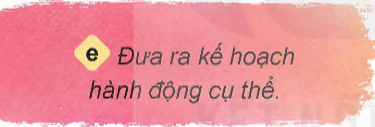 e Đưa ra kế hoạch
hành động cụ thể.